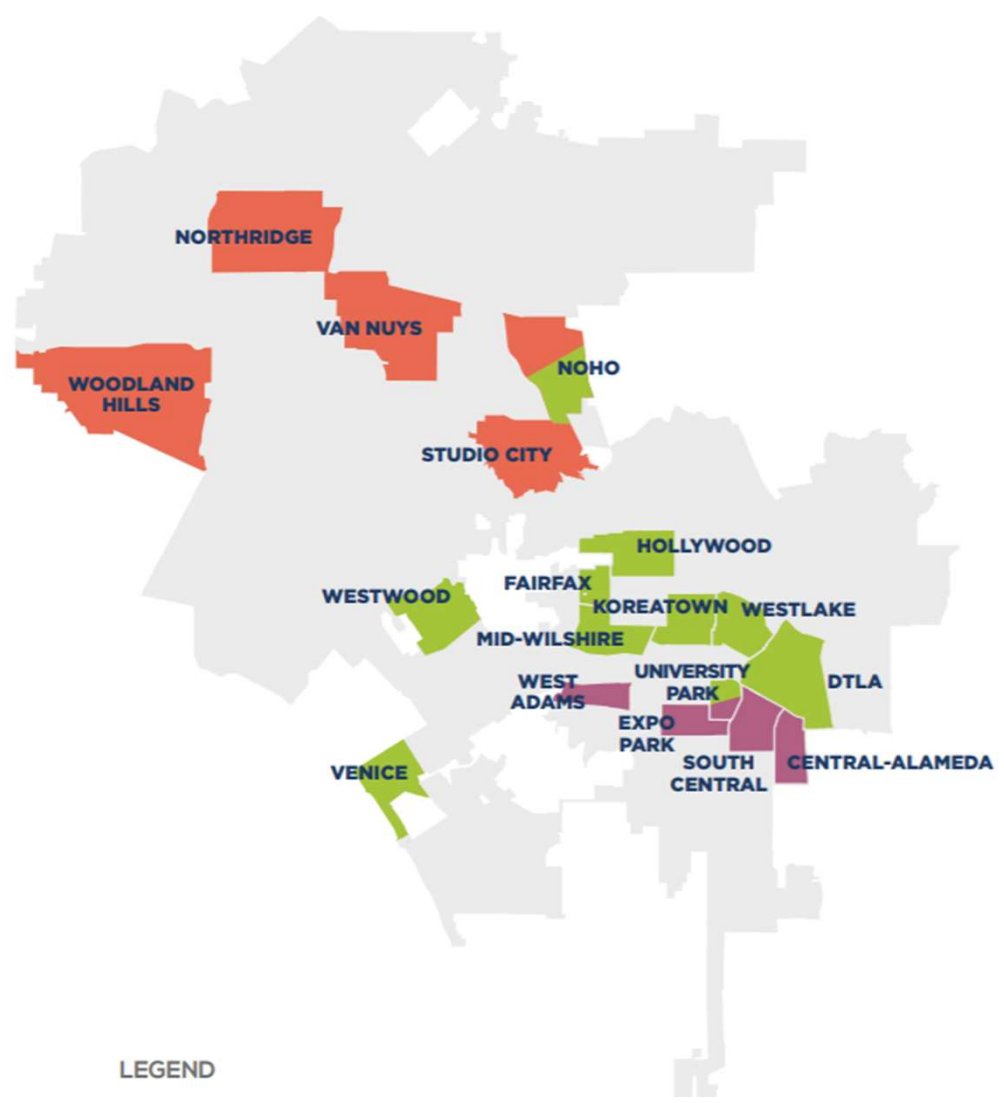 NORTHRIDGE
VAN NUYS
NOHO
WOODLAND
HILLS
STUDIO CITY
HOLLYWOOD
FAIRFAX
WESTWOOD
KOREATOWN
WESTLAKE
MID-WILSHIRE
UNIVERSITY
PARK
DTLA
WEST
ADAMS
EXPO
PARK
SOUTH
CENTRAL
CENTRAL-ALAMEDA
VENICE
LEGEND